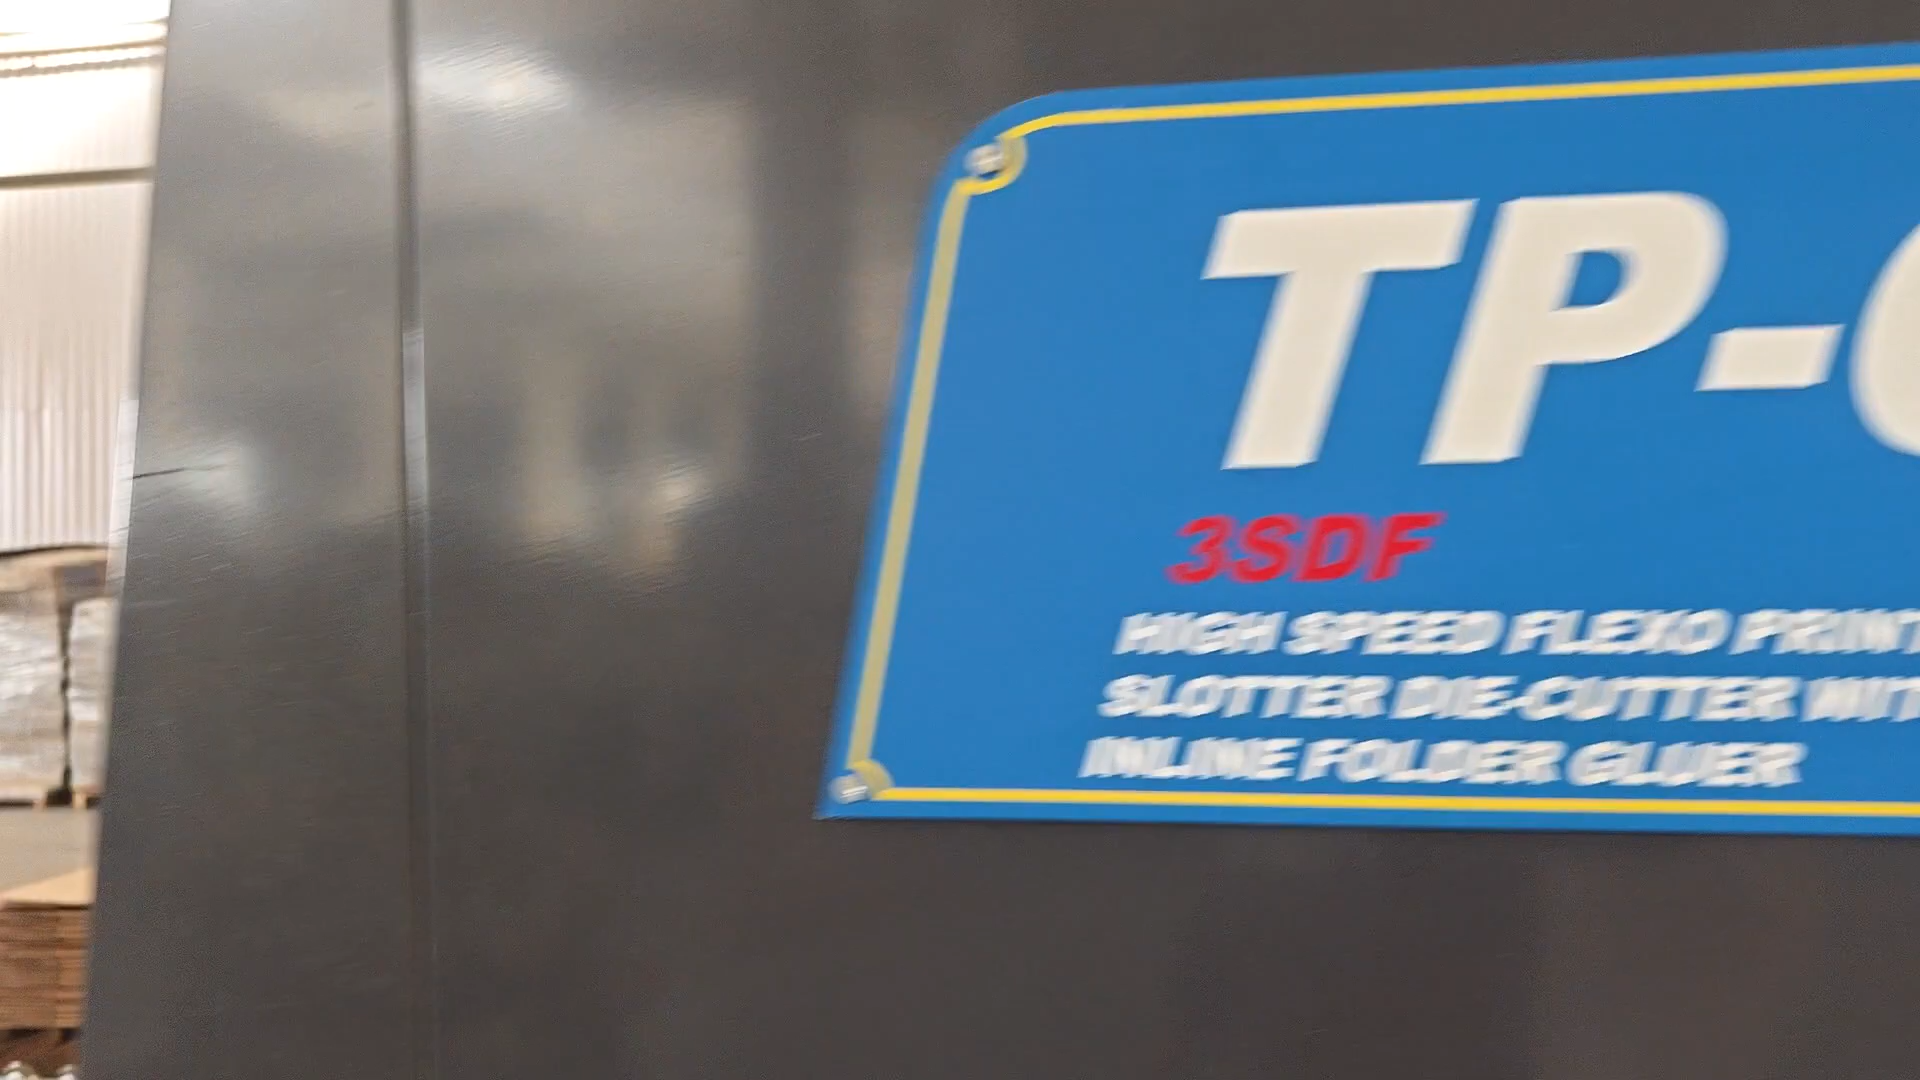 TP-
3SDF
HIGH SPEED FLEXO
SLOTTER DIE-CUTTER
INLINE FOLDER GLUER